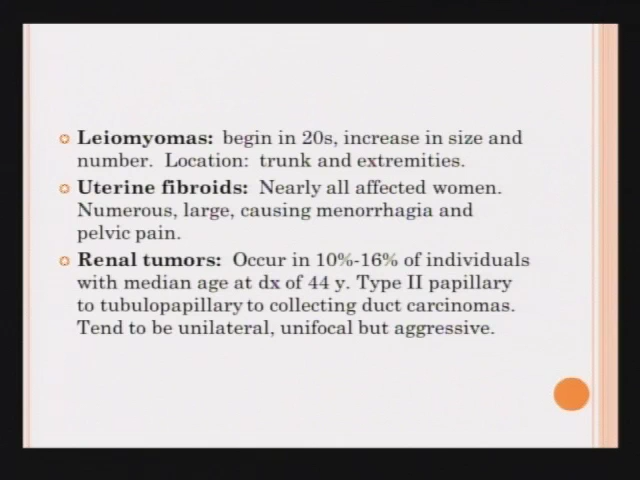 Leiomyomas: begin in 20s, increase in size and
number. Location: trunk and extremities.
Uterine fibroids: Nearly all affected women.
Numerous, large, causing menorrhagia and
pelvic pain.
Renal tumors: Occur in 10%-16% of individuals
with median age at dx of 44 y. Type II papillary
to tubulopapillary to collecting duct carcinomas.
Tend to be unilateral, unifocal but aggressive.